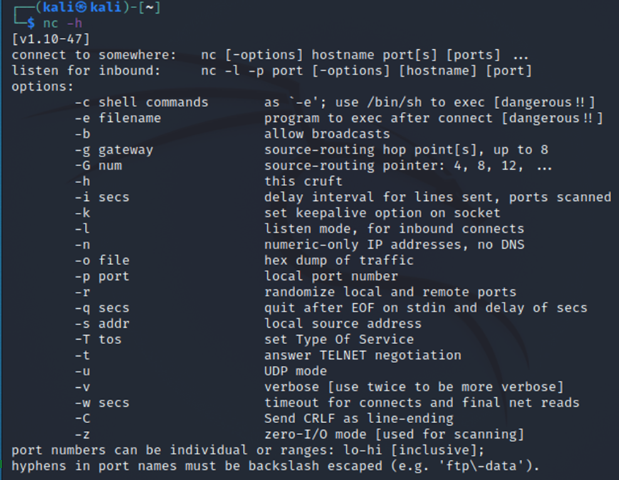 ┌──(kali㉿kali)-[~]
└─$ nc -h
[v1.10-47]
connect to somewhere:   nc [-options] hostname port[s] [ports] ...
listen for inbound:     nc -l -p port [-options] [hostname] [port]
options:
        -c shell commands       as `-e'; use /bin/sh to exec [dangerous!!]
        -e filename             program to exec after connect [dangerous!!]
        -b                      allow broadcasts
        -g gateway              source-routing hop point[s], up to 8
        -G num                  source-routing pointer: 4, 8, 12, ...
        -h                      this cruft
        -i secs                 delay interval for lines sent, ports scanned
        -k                      set keepalive option on socket
        -l                      listen mode, for inbound connects
        -n                      numeric-only IP addresses, no DNS
        -o file                 hex dump of traffic
        -p port                 local port number
        -r                      randomize local and remote ports
        -q secs                 quit after EOF on stdin and delay of secs
        -s addr                 local source address
        -T tos                  set Type Of Service
        -t                      answer TELNET negotiation
        -u                      UDP mode
        -v                      verbose [use twice to be more verbose]
        -w secs                 timeout for connects and final net reads
        -C                      Send CRLF as line-ending
        -z                      zero-I/O mode [used for scanning]
port numbers can be individual or ranges: lo-hi [inclusive];
hyphens in port names must be backslash escaped (e.g. 'ftp\-data').